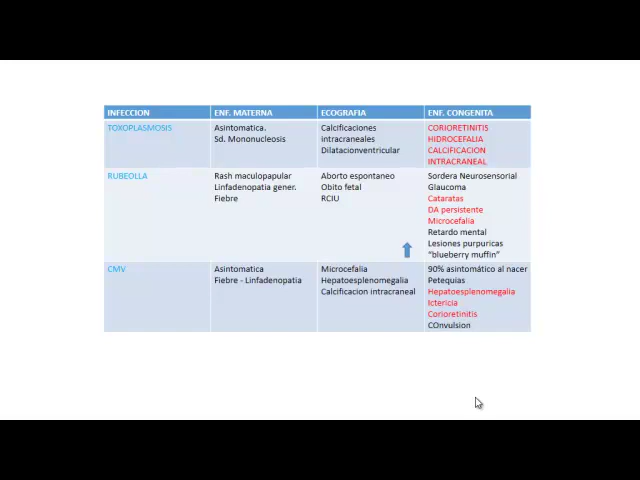 INFECCION ENF. MATERNA ECOGRAFIA ENF. CONGENITA
TOXOPLASMOSIS
Asintomatica.
Sd. Mononucleosis
Calcificaciones
intracraneales
Dilatacionventricular
CORIORETINITIS
HIDROCEFALIA
CALCIFICACION
INTRACRANEAL
RUBEOLLA
Rash maculopapular
Linfadenopatia gener.
Fiebre
Aborto espontaneo
Obito fetal
RCIU
Sordera Neurosensorial
Glaucoma
Cataratas
DA persistente
Microcefalia
Retardo mental
Lesiones purpuricas
"blueberry muffin"
CMV
Asintomatica
Fiebre - Linfadenopatia
Microcefalia
Hepatoesplenomegalia
Calcificacion intracraneal
90% asintomático al nacer
Petequias
Hepatoesplenomegalia
Ictericia
Corioretinitis
COnvulsion